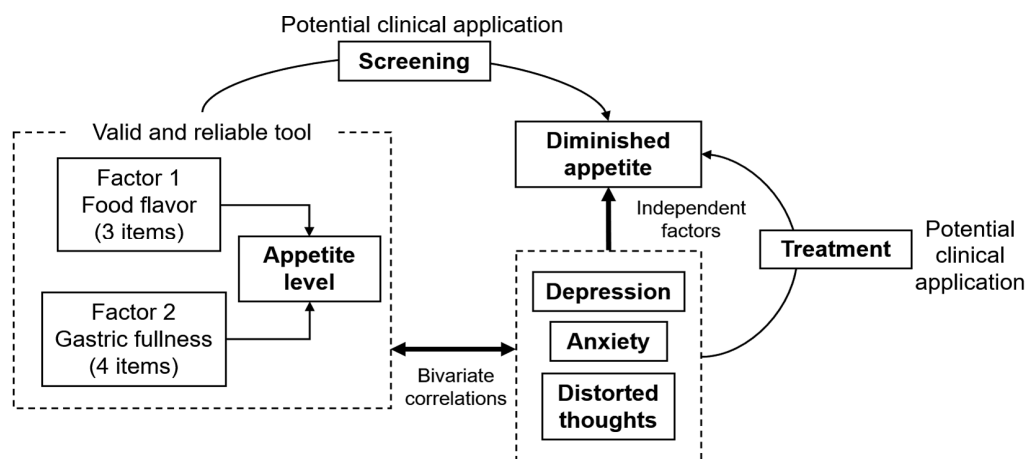 Potential clinical application
Screening
Valid and reliable tool
Factor 1
Food flavor
(3 items)
Appetite
level
Factor 2
Gastric fullness
(4 items)
Bivariate
correlations
Diminished
appetite
Independent
factors
Depression
Anxiety
Distorted
thoughts
Treatment
Potential
clinical
application